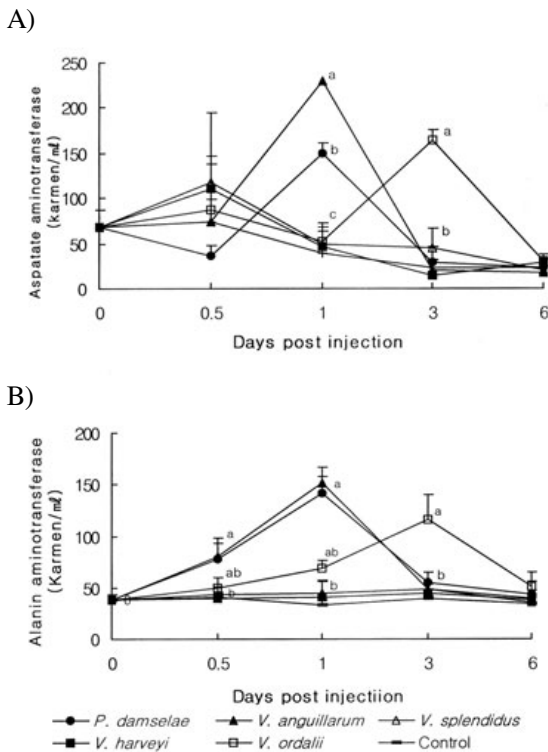 A)
Aspatate aminotransferase
(karmen/㎖)
250
200
150
100
50
0
a
b
c
a
b
0 0.5 1 3 6
Days post injection
B)
Alanin aminotransferase
(Karmen/㎖)
200
150
100
50
0
a
ab
b
a
ab
b
a
b
0 0.5 1 3 6
Days post injectiion
P. damselae V. anguillarum V. splendidus
V. harveyi V. ordalii Control